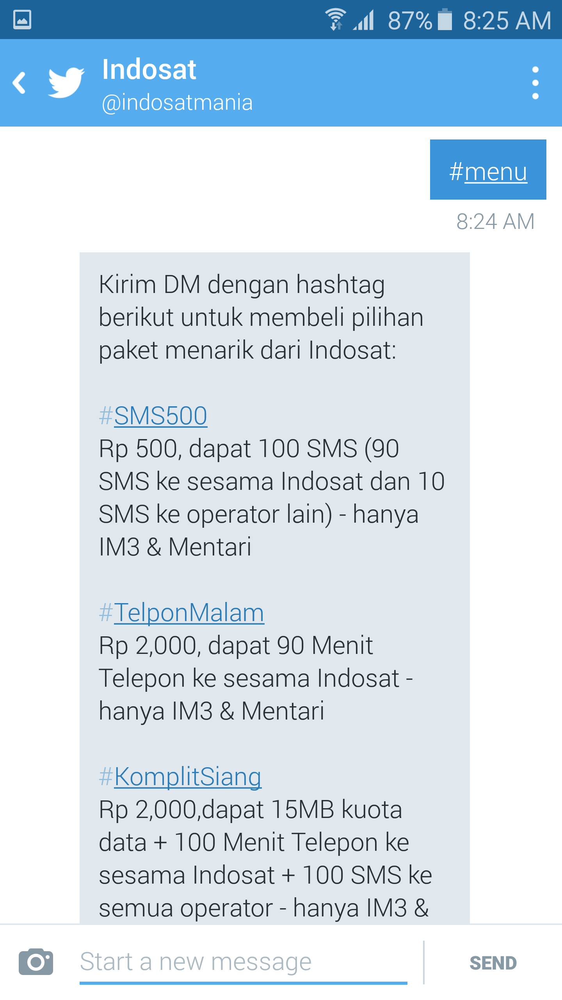 87% 8:25 AM
Indosat
@indosatmania
#menu
8:24 AM
Kirim DM dengan hashtag
berikut untuk membeli pilihan
paket menarik dari Indosat:
#SMS500
Rp 500, dapat 100 SMS (90
SMS ke sesama Indosat dan 10
SMS ke operator lain) - hanya
IM3 & Mentari
#TelponMalam
Rp 2,000, dapat 90 Menit
Telepon ke sesama Indosat -
hanya IM3 & Mentari
#KomplitSiang
Rp 2,000,dapat 15MB kuota
data + 100 Menit Telepon ke
sesama Indosat + 100 SMS ke
semua operator - hanya IM3 &
Start a new message
SEND